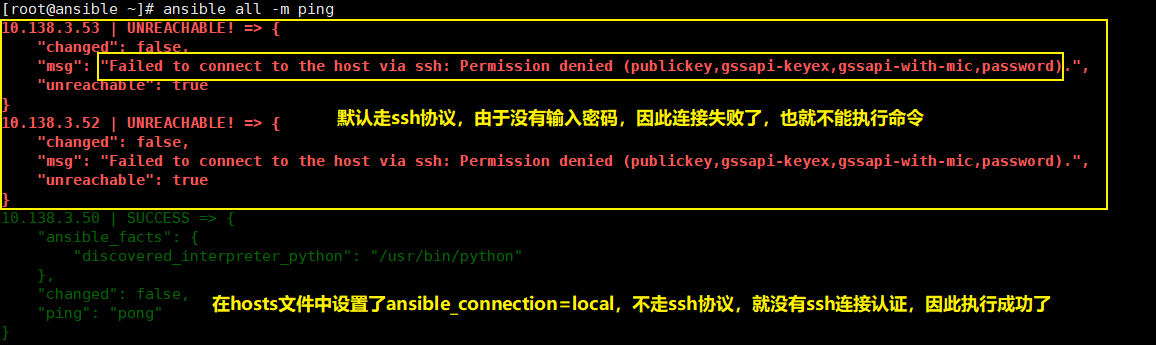 [root@ansible ~]# ansible all -m ping
10.138.3.53 | UNREACHABLE! => {
    "changed": false,
    "msg": "Failed to connect to the host via ssh: Permission denied (publickey,gssapi-keyex,gssapi-with-mic,password).",
    "unreachable": true
}
默认走ssh协议，由于没有输入密码，因此连接失败了，也就不能执行命令
10.138.3.52 | UNREACHABLE! => {
    "changed": false,
    "msg": "Failed to connect to the host via ssh: Permission denied (publickey,gssapi-keyex,gssapi-with-mic,password).",
    "unreachable": true
}
10.138.3.50 | SUCCESS => {
    "ansible_facts": {
        "discovered_interpreter_python": "/usr/bin/python"
    },
    "changed": false,
在hosts文件中设置了ansible_connection=local，不走ssh协议，就没有ssh连接认证，因此执行成功了
    "ping": "pong"
}